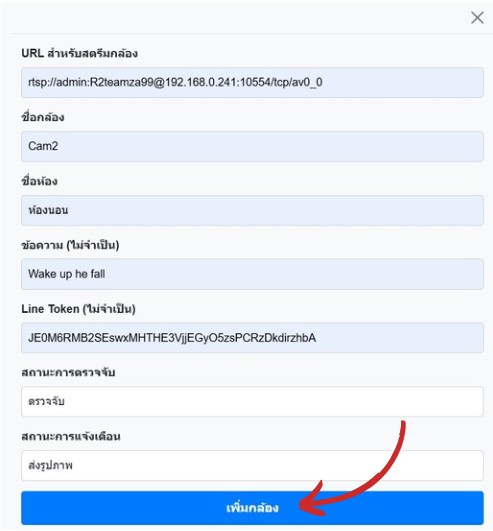 URL สำหรับสตรีมกล้อง
rtsp://admin:R2teamza99@192.168.0.241:10554/tcp/av0_0
ชื่อกล้อง
Cam2
ชื่อห้อง
ห้องนอน
ข้อความ (ไม่จำเป็น)
Wake up he fall
Line Token (ไม่จำเป็น)
JE0M6RMB2SEswxMHTHE3VjjEGyO5zsPCRzDkdirzhbA
สถานะการตรวจจับ
ตรวจจับ
สถานะการแจ้งเตือน
ส่งรูปภาพ
เพิ่มกล้อง